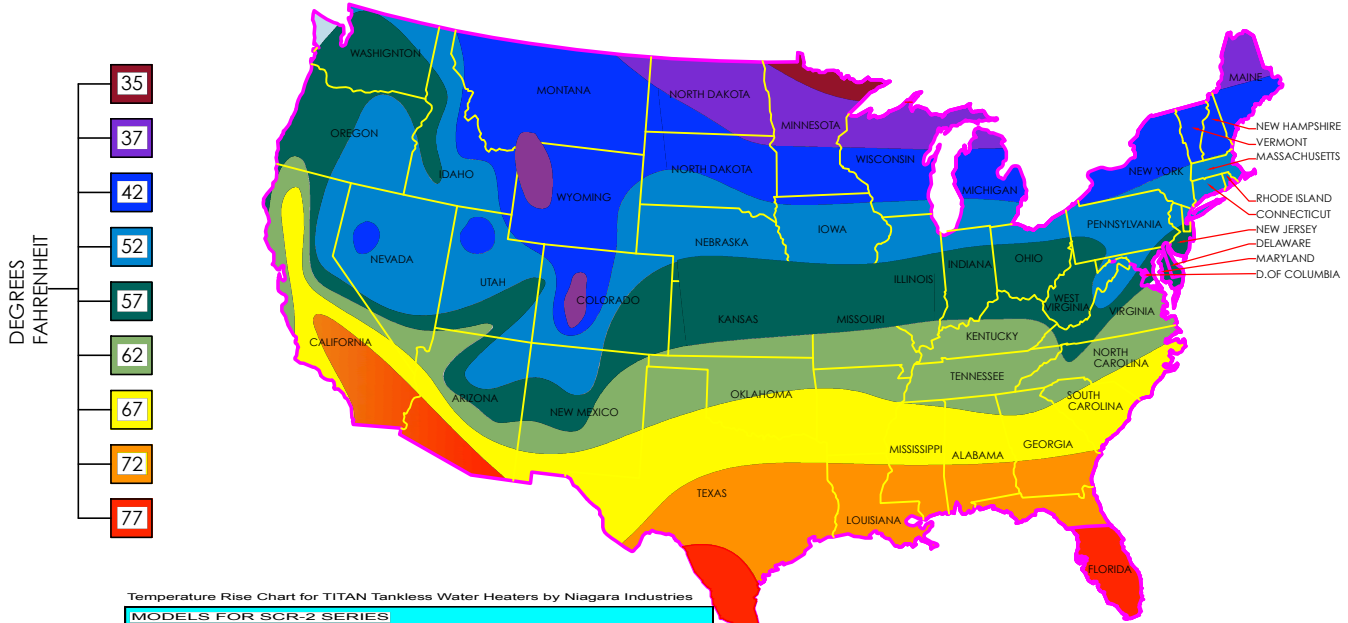 35
37
42
52
57
62
67
72
77
DEGREES
FAHRENHEIT
WASHIGNTON
OREGON
IDAHO
MONTANA
WYOMING
NORTH DAKOTA
NORTH DAKOTA
MINNESOTA
WISCONSIN
MICHIGAN
NEW YORK
MAINE
NEW HAMPSHIRE
VERMONT
MASSACHUSETTS
RHODE ISLAND
CONNECTICUT
NEW JERSEY
DELAWARE
MARYLAND
D.OF COLUMBIA
PENNSYLVANIA
NEVADA
UTAH
COLORADO
NEBRASKA
IOWA
ILLINOIS
INDIANA
OHIO
WEST
VIRGINIA
VIRGINIA
KANSAS
MISSOURI
KENTUCKY
CALIFORNIA
ARIZONA
NEW MEXICO
OKLAHOMA
TENNESSEE
NORTH
CAROLINA
SOUTH
CAROLINA
MISSISSIPPI
ALABAMA
GEORGIA
TEXAS
LOUISIANA
FLORIDA
Temperature Rise Chart for TITAN Tankless Water Heaters by Niagara Industries
MODELS FOR SCR-2 SERIES